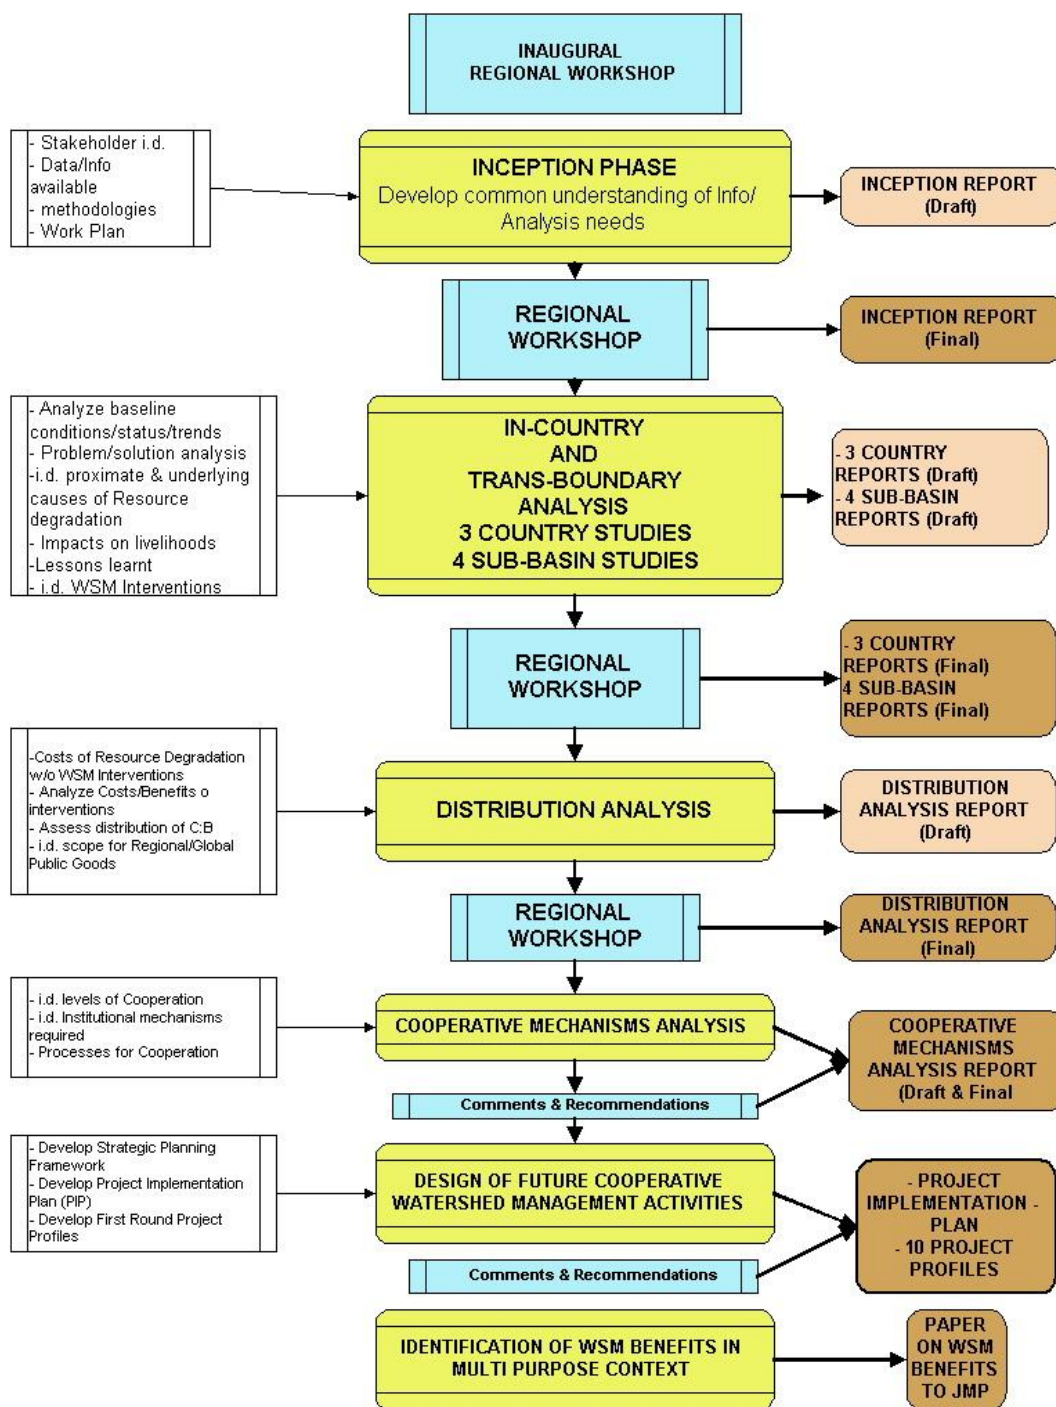 INAUGURAL
REGIONAL WORKSHOP
- Stakeholder i.d.
- Data/Info
available
- methodologies
- Work Plan
INCEPTION PHASE
Develop common understanding of Info/
Analysis needs
INCEPTION REPORT
(Draft)
REGIONAL
WORKSHOP
INCEPTION REPORT
(Final)
- Analyze baseline
conditions/status/trends
- Problem/solution analysis
-i.d. proximate & underlying
causes of Resource
degradation
- Impacts on livelihoods
-Lessons learnt
- i.d. WSM Interventions
IN-COUNTRY
AND
TRANS-BOUNDARY
ANALYSIS
3 COUNTRY STUDIES
4 SUB-BASIN STUDIES
- 3 COUNTRY
REPORTS (Draft)
- 4 SUB-BASIN
REPORTS (Draft)
REGIONAL
WORKSHOP
- 3 COUNTRY
REPORTS (Final)
4 SUB-BASIN
REPORTS (Final)
-Costs of Resource Degradation
w/o WSM Interventions
- Analyze Costs/Benefits o
interventions
- Assess distribution of C:B
- i.d. scope for Regional/Global
Public Goods
DISTRIBUTION ANALYSIS
DISTRIBUTION
ANALYSIS REPORT
(Draft)
REGIONAL
WORKSHOP
DISTRIBUTION
ANALYSIS REPORT
(Final)
- i.d. levels of Cooperation
- i.d. Institutional mechanisms
required
- Processes for Cooperation
COOPERATIVE MECHANISMS ANALYSIS
COOPERATIVE
MECHANISMS
ANALYSIS REPORT
(Draft & Final
Comments & Recommendations
- Develop Strategic Planning
Framework
- Develop Project Implementation
Plan (PIP)
- Develop First Round Project
Profiles
DESIGN OF FUTURE COOPERATIVE
WATERSHED MANAGEMENT ACTIVITIES
- PROJECT
IMPLEMENTATION -
PLAN
- 10 PROJECT
PROFILES
Comments & Recommendations
IDENTIFICATION OF WSM BENEFITS IN
MULTI PURPOSE CONTEXT
PAPER
ON WSM
BENEFITS
TO JMP